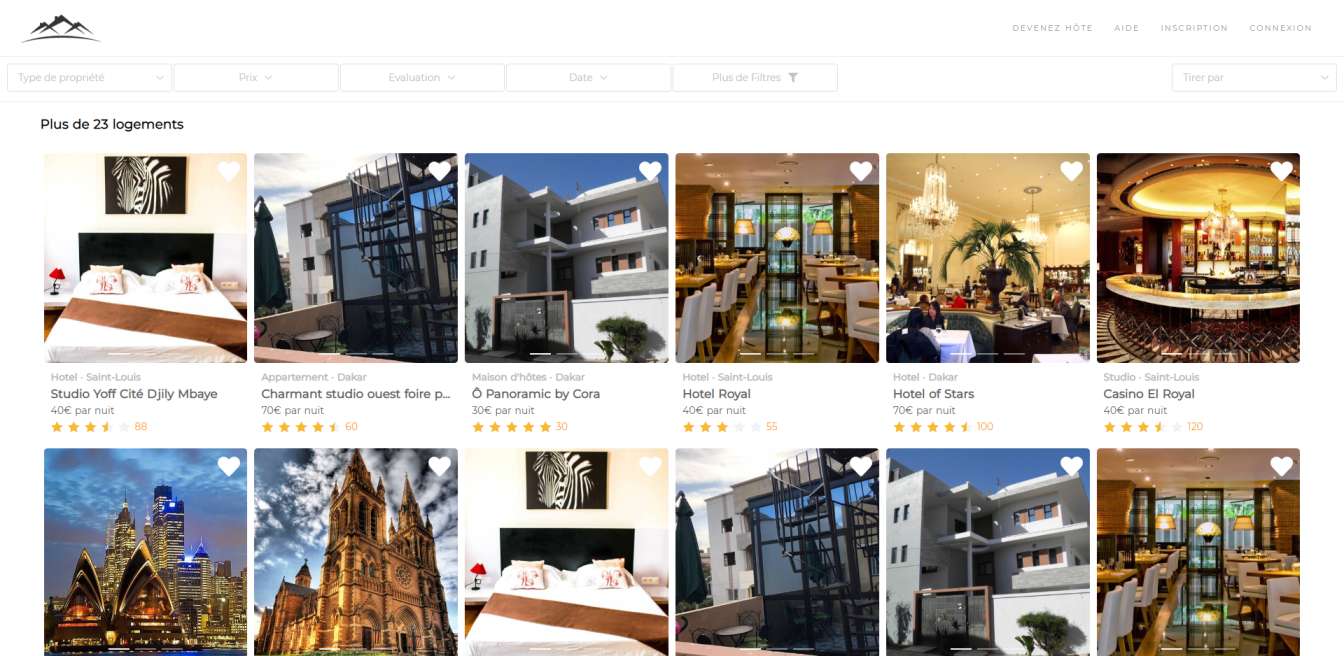 DEVENEZ HÔTE
AIDE
INSCRIPTION
CONNEXION
Type de propriété
Prix
Evaluation
Date
Plus de Filtres
Tirer par
Plus de 23 logements
Hotel - Saint-Louis
Studio Yoff Cité Djily Mbaye
40€ par nuit
88
Appartement - Dakar
Charmant studio ouest foire p...
70€ par nuit
60
Maison d'hôtes - Dakar
Ô Panoramic by Cora
30€ par nuit
30
Hotel - Saint-Louis
Hotel Royal
40€ par nuit
55
Hotel - Dakar
Hotel of Stars
70€ par nuit
100
Studio - Saint-Louis
Casino El Royal
40€ par nuit
120